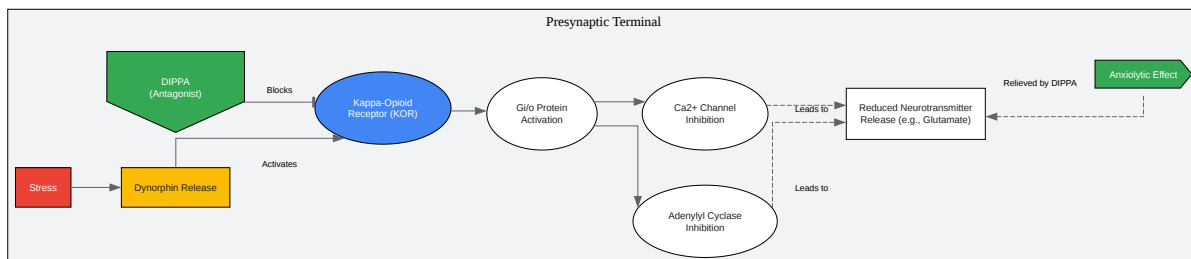 Presynaptic Terminal
DIPPA
(Antagonist)
Blocks
Kappa-Opioid
Receptor (KOR)
Activates
Stress
Dynorphin Release
Gi/o Protein
Activation
Ca2+ Channel
Inhibition
Adenylyl Cyclase
Inhibition
Leads to
Leads to
Reduced Neurotransmitter
Release (e.g., Glutamate)
Relieved by DIPPA
Anxiolytic Effect